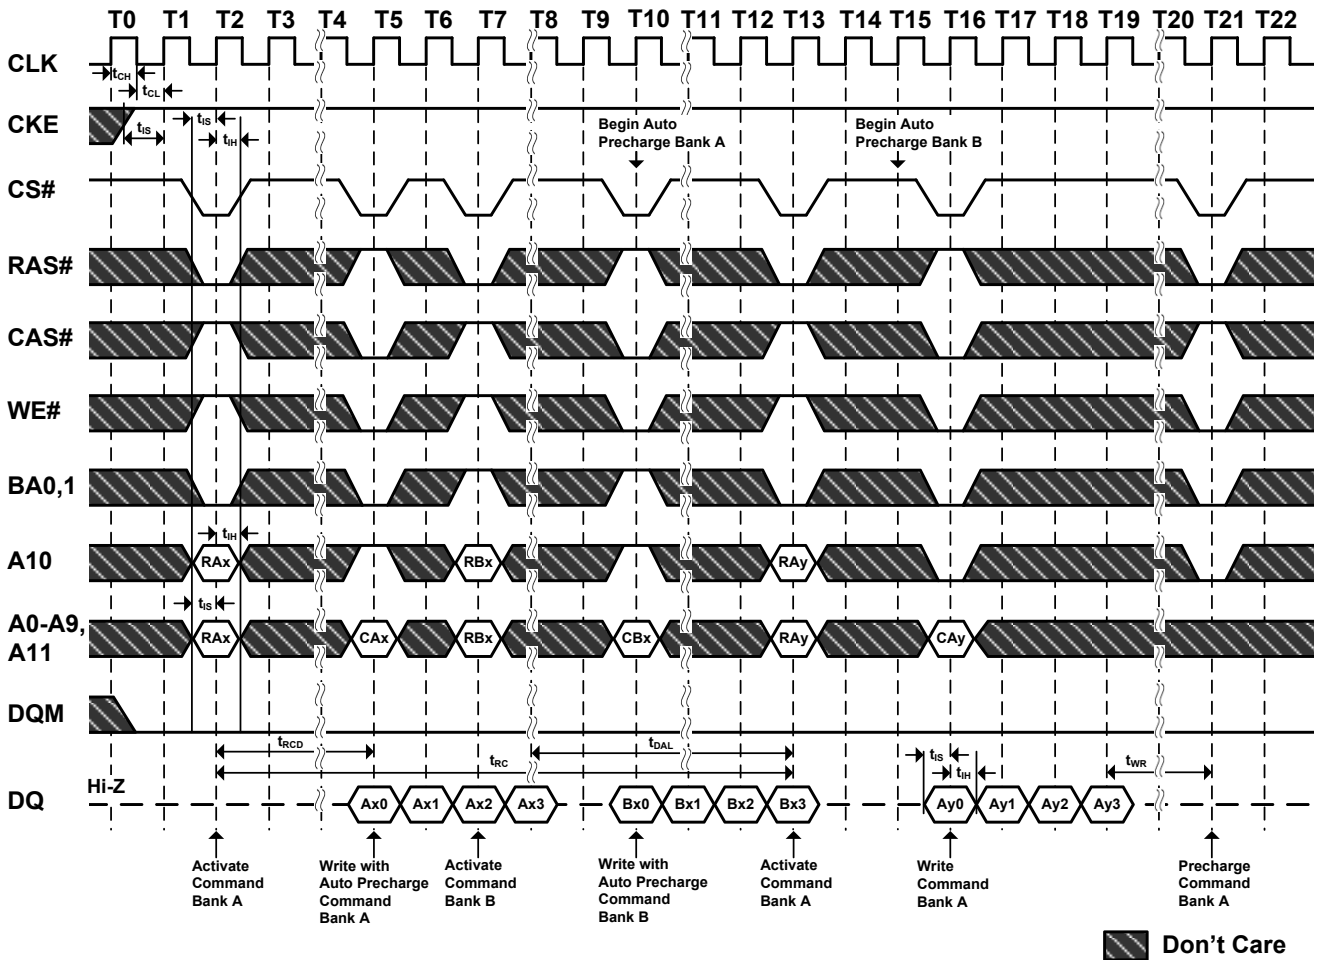 T0 T1 T2 T3 T4 T5 T6 T7 T8 T9 T10 T11 T12 T13 T14 T15 T16 T17 T18 T19 T20 T21 T22
CLK
tCH
tCL
CKE
tIS
tIS
tIH
Begin Auto
Precharge Bank A
Begin Auto
Precharge Bank B
CS#
RAS#
CAS#
WE#
BA0,1
tIH
A10
RAx RBx RAy
tIS
A0-A9,
A11
RAx CAx RBx CBx RAy CAy
DQM
tRCD
tDAL
tRC
tIS
tIH
tWR
Hi-Z
DQ
Ax0 Ax1 Ax2 Ax3 Bx0 Bx1 Bx2 Bx3 Ay0 Ay1 Ay2 Ay3
Activate
Command
Bank A
Write with
Auto Precharge
Command
Bank A
Activate
Command
Bank B
Write with
Auto Precharge
Command
Bank B
Activate
Command
Bank A
Write
Command
Bank A
Precharge
Command
Bank A
Don't Care